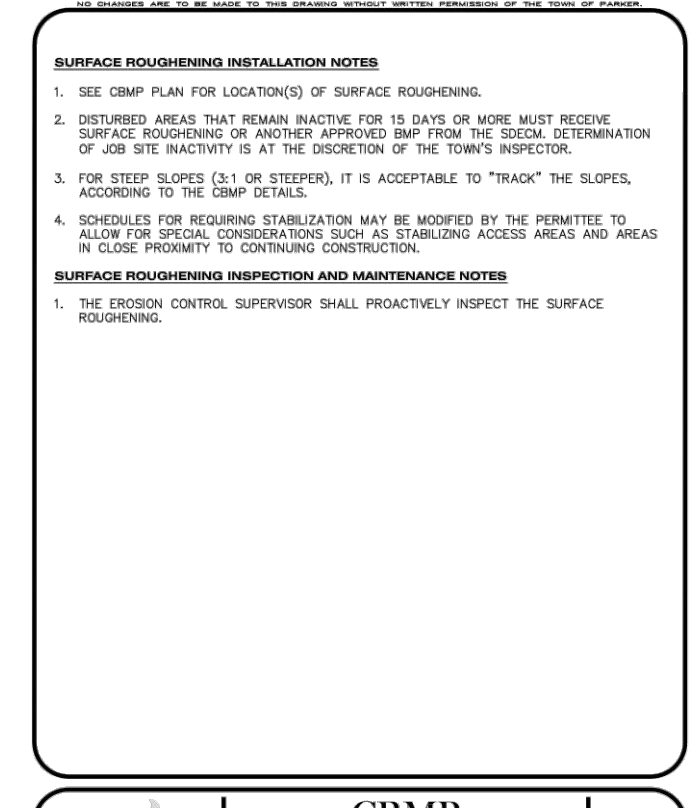 NO CHANGES ARE TO BE MADE TO THIS DRAWING WITHOUT WRITTEN PERMISSION OF THE TOWN OF PARKER.
SURFACE ROUGHENING INSTALLATION NOTES
1. SEE CBMP PLAN FOR LOCATION(S) OF SURFACE ROUGHENING.
2. DISTURBED AREAS THAT REMAIN INACTIVE FOR 15 DAYS OR MORE MUST RECEIVE
SURFACE ROUGHENING OR ANOTHER APPROVED BMP FROM THE SDECM. DETERMINATION
OF JOB SITE INACTIVITY IS AT THE DISCRETION OF THE TOWN'S INSPECTOR.
3. FOR STEEP SLOPES (3:1 OR STEEPER), IT IS ACCEPTABLE TO "TRACK" THE SLOPES,
ACCORDING TO THE CBMP DETAILS.
4. SCHEDULES FOR REQUIRING STABILIZATION MAY BE MODIFIED BY THE PERMITTEE TO
ALLOW FOR SPECIAL CONSIDERATIONS SUCH AS STABILIZING ACCESS AREAS AND AREAS
IN CLOSE PROXIMITY TO CONTINUING CONSTRUCTION.
SURFACE ROUGHENING INSPECTION AND MAINTENANCE NOTES
1. THE EROSION CONTROL SUPERVISOR SHALL PROACTIVELY INSPECT THE SURFACE
ROUGHENING.
CBMP